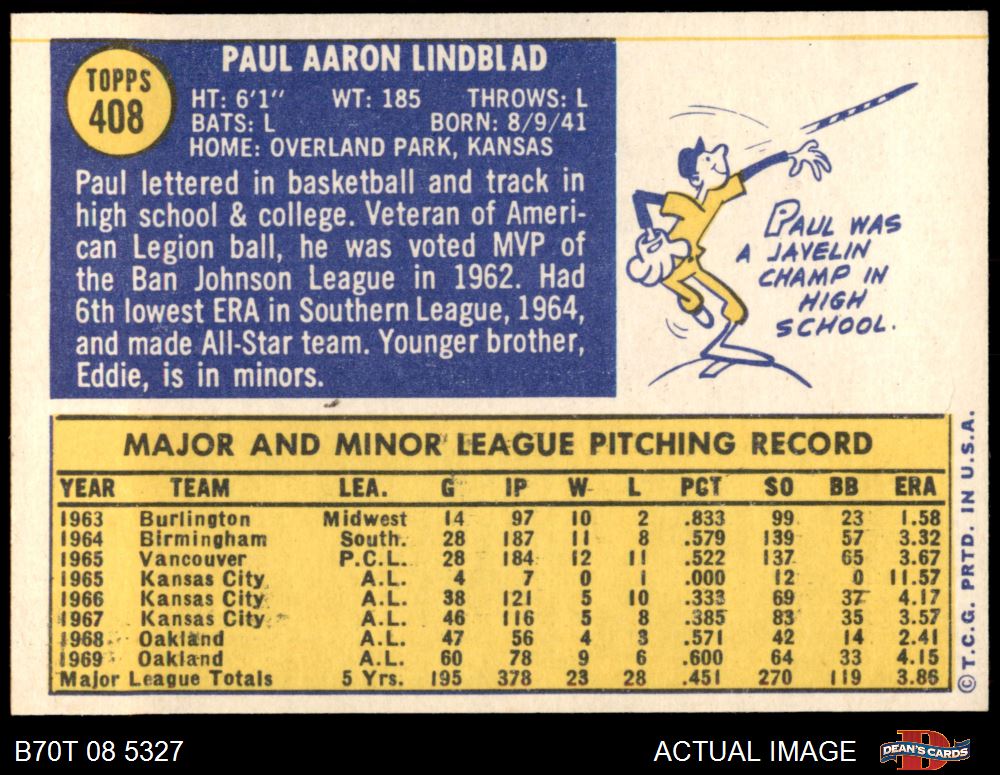 TOPPS
408
PAUL AARON LINDBLAD
HT: 6'1" WT: 185 THROWS: L
BATS: L BORN: 8/9/41
HOME: OVERLAND PARK, KANSAS
Paul lettered in basketball and track in
high school & college. Veteran of Ameri-
can Legion ball, he was voted MVP of
the Ban Johnson League in 1962. Had
6th lowest ERA in Southern League, 1964,
and made All-Star team. Younger brother,
Eddie, is in minors.
PAUL WAS
A JAVELIN
CHAMP IN
HIGH
SCHOOL.
MAJOR AND MINOR LEAGUE PITCHING RECORD
YEAR TEAM LEA. G IP W L PCT SO BB ERA
1963 Burlington Midwest 14 97 10 2 .833 99 23 1.58
1964 Birmingham South. 28 187 11 8 .579 139 57 3.32
1965 Vancouver P.C.L. 28 184 12 11 .522 137 65 3.67
1965 Kansas City A.L. 4 7 0 1 .000 12 0 11.57
1966 Kansas City A.L. 38 121 5 10 .333 69 37 4.17
1967 Kansas City A.L. 46 116 5 8 .385 83 35 3.57
1968 Oakland A.L. 47 56 4 3 .571 42 14 2.41
1969 Oakland A.L. 60 78 9 6 .600 64 33 4.15
Major League Totals 5 Yrs. 195 378 23 28 .451 270 119 3.86
© T.C.G. PRTD. IN U.S.A.
B70T 08 5327
ACTUAL IMAGE
D
DEAN'S CARDS